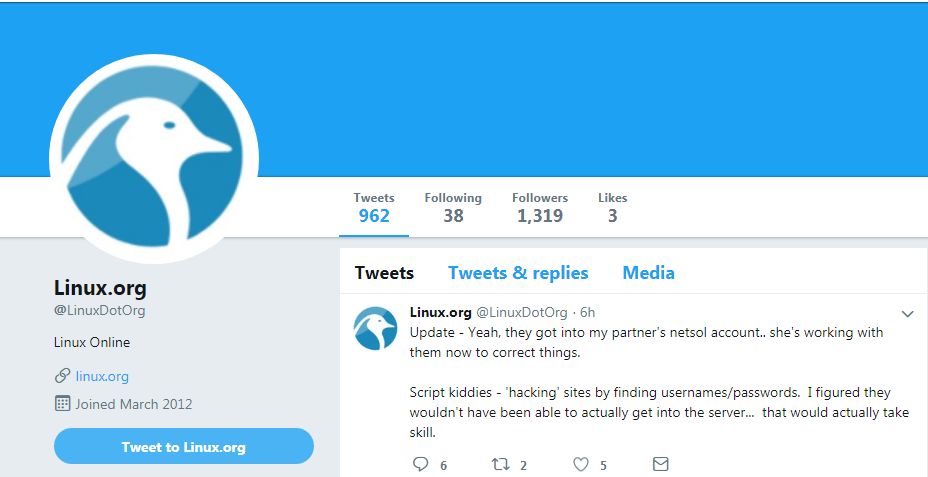 Tweets Following Followers Likes
962 38 1,319 3
Linux.org
@LinuxDotOrg
Linux Online
linux.org
Joined March 2012
Tweet to Linux.org
Tweets Tweets & replies Media
Linux.org @LinuxDotOrg · 6h
Update - Yeah, they got into my partner's netsol account.. she's working with
them now to correct things.
Script kiddies - 'hacking' sites by finding usernames/passwords.  I figured they
wouldn't have been able to actually get into the server...  that would actually take
skill.
6 2 5